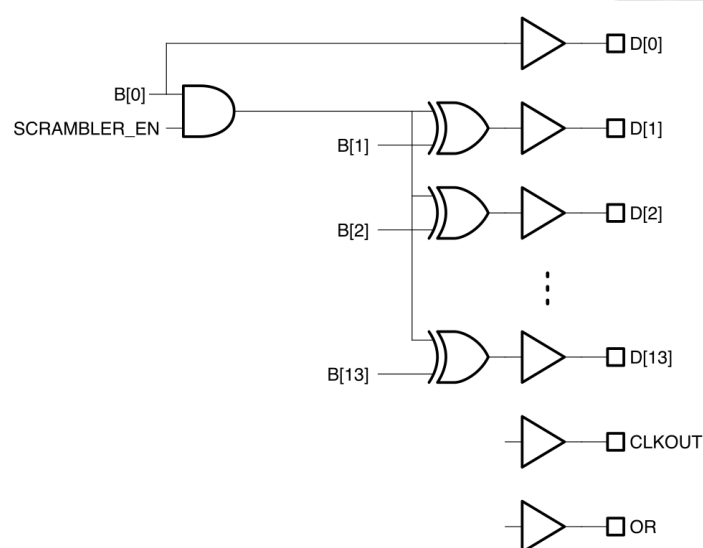 D[0]
B[0]
SCRAMBLER_EN
D[1]
B[1]
D[2]
B[2]
D[13]
B[13]
CLKOUT
OR